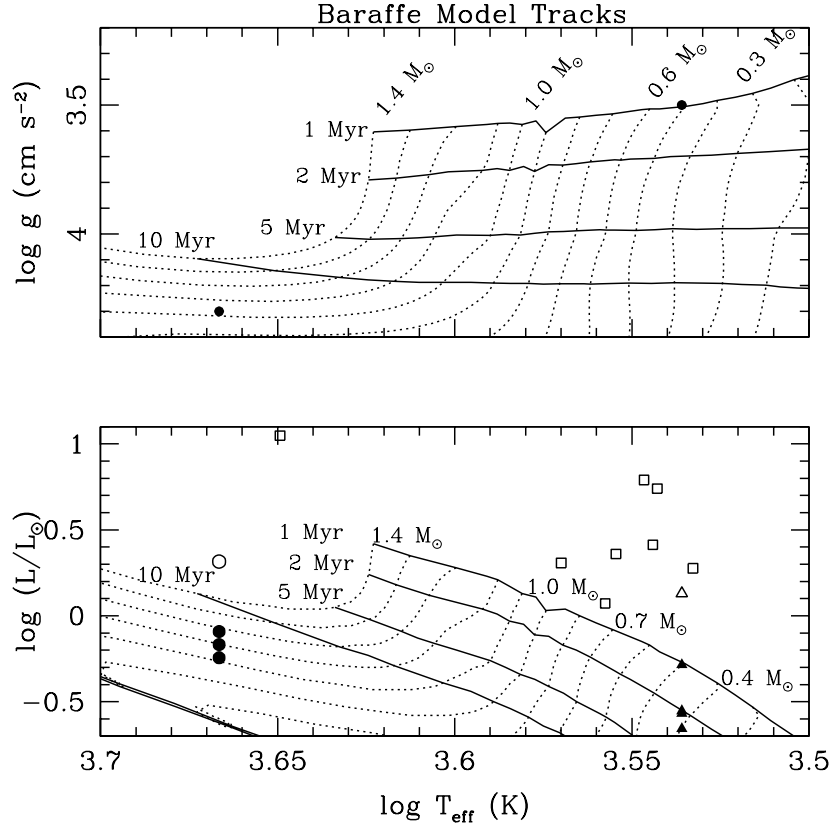 Baraffe Model Tracks
1.4 M⊙
1.0 M⊙
0.6 M⊙
0.3 M⊙
3.5
1 Myr
2 Myr
5 Myr
10 Myr
4
log g (cm s⁻²)
1
0.5
0
−0.5
log (L/L⊙)
1 Myr
1.4 M⊙
2 Myr
10 Myr
5 Myr
1.0 M⊙
0.7 M⊙
0.4 M⊙
3.7 3.65 3.6 3.55 3.5
log Teff (K)